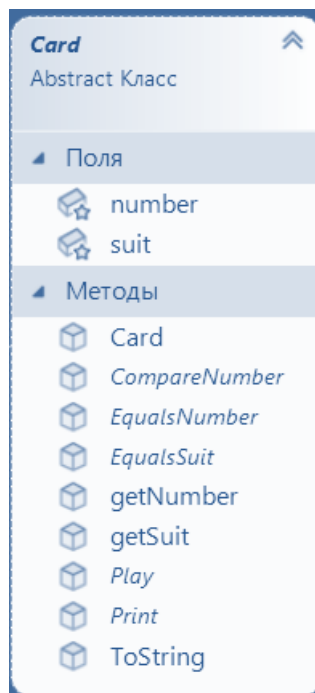 Card
Abstract Класс
Поля
number
suit
Методы
Card
CompareNumber
EqualsNumber
EqualsSuit
getNumber
getSuit
Play
Print
ToString